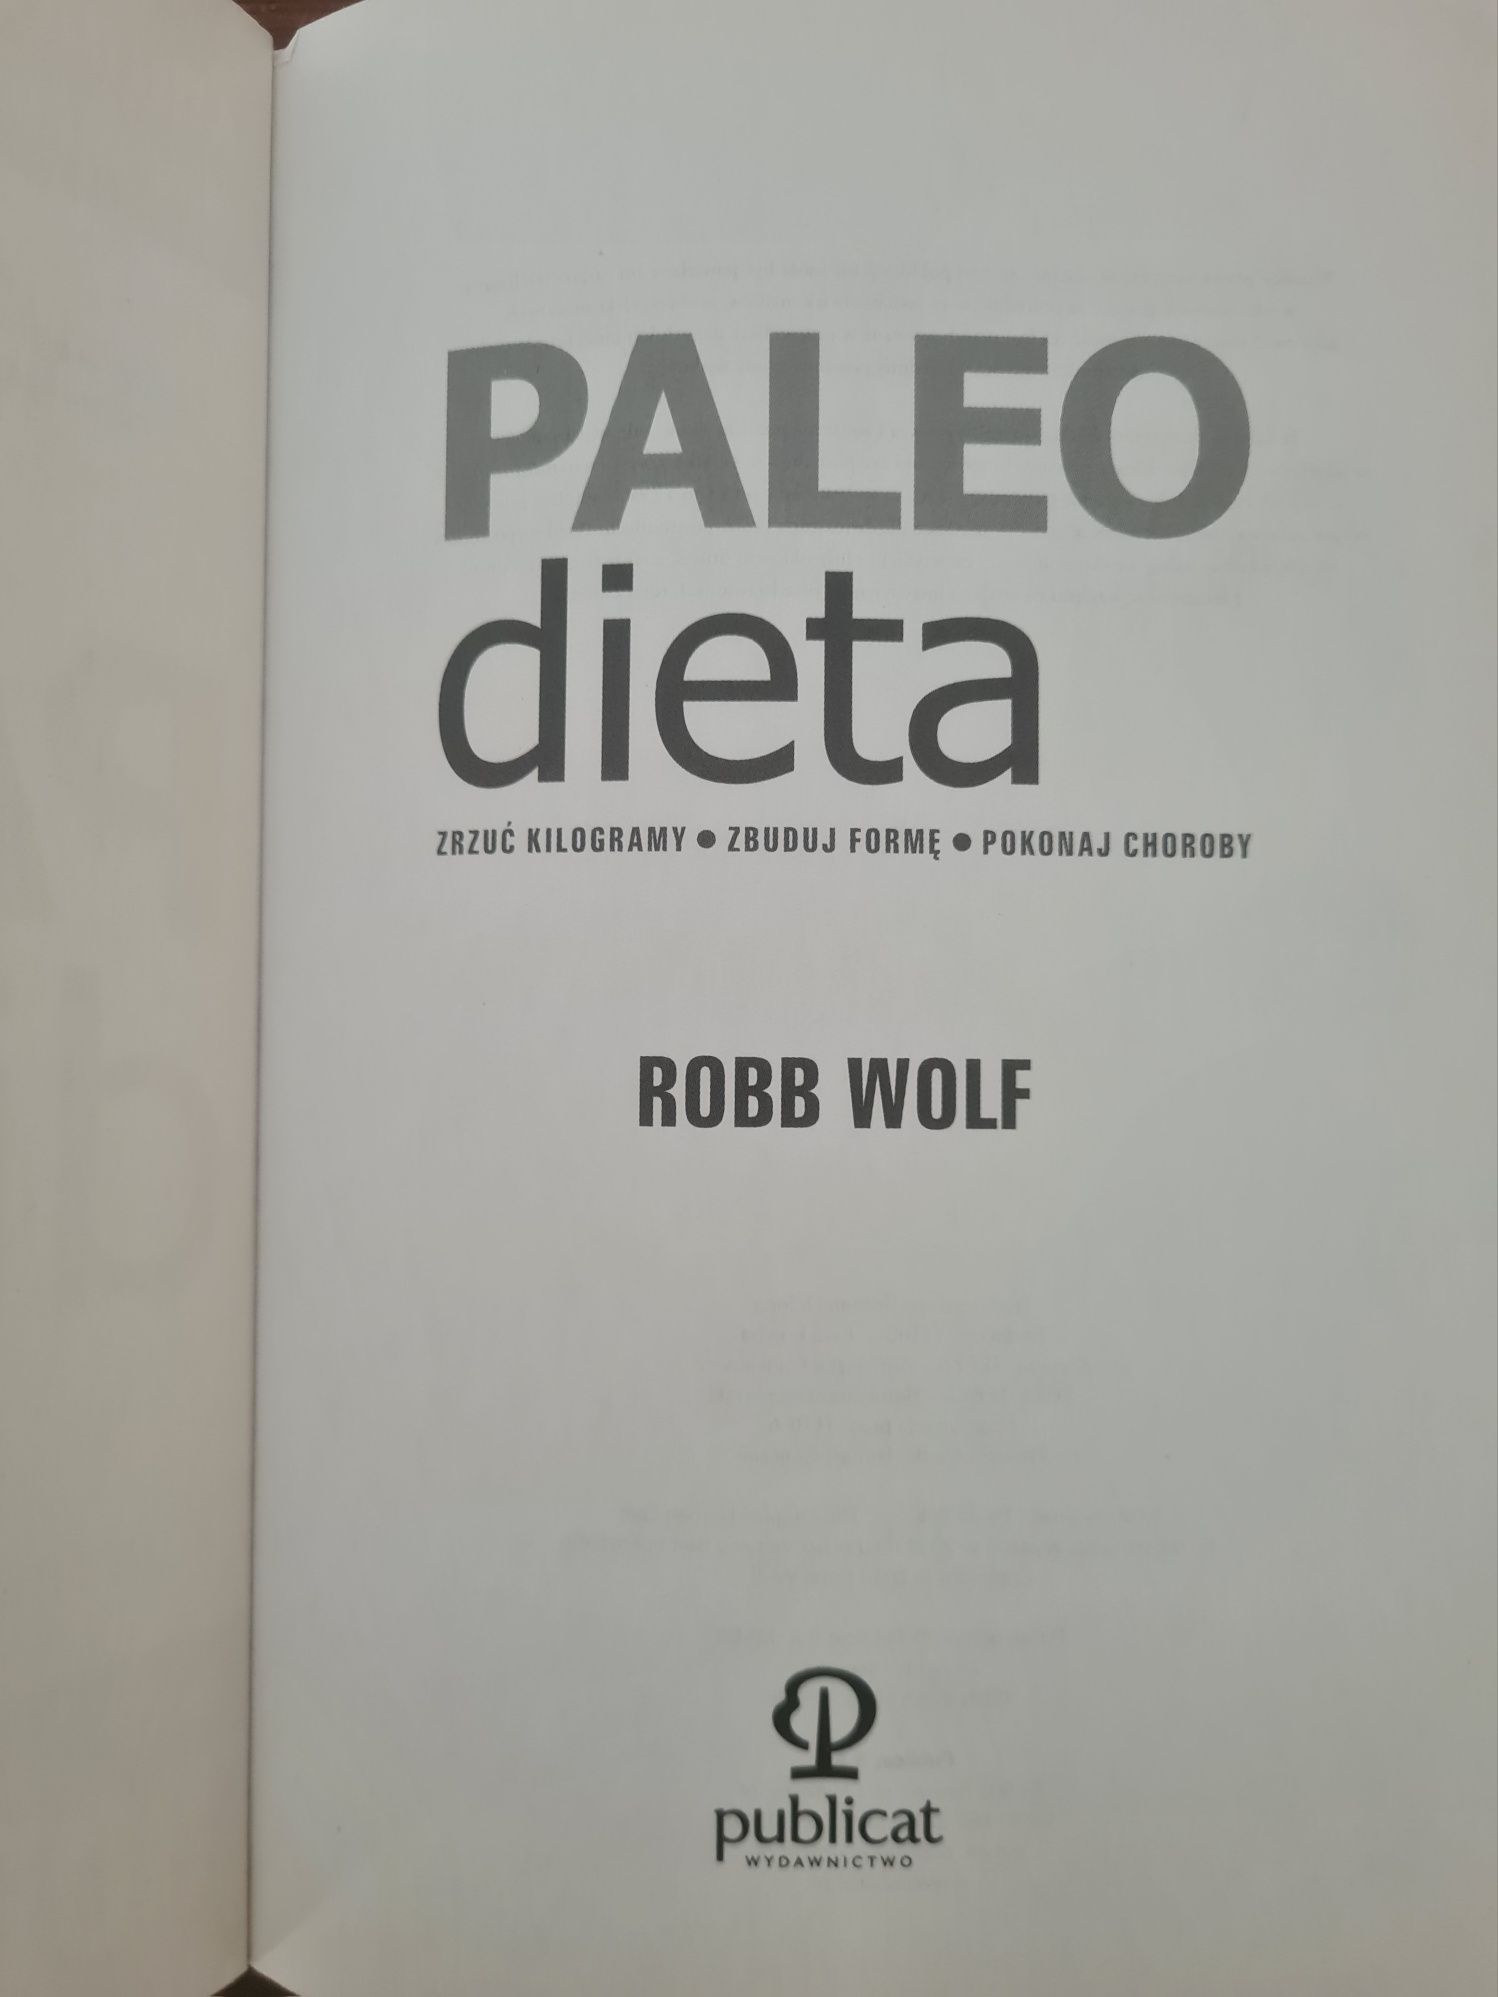 PALEO
dieta
ZRZUĆ KILOGRAMY ● ZBUDUJ FORMĘ ● POKONAJ CHOROBY
ROBB WOLF
publicat
WYDAWNICTWO